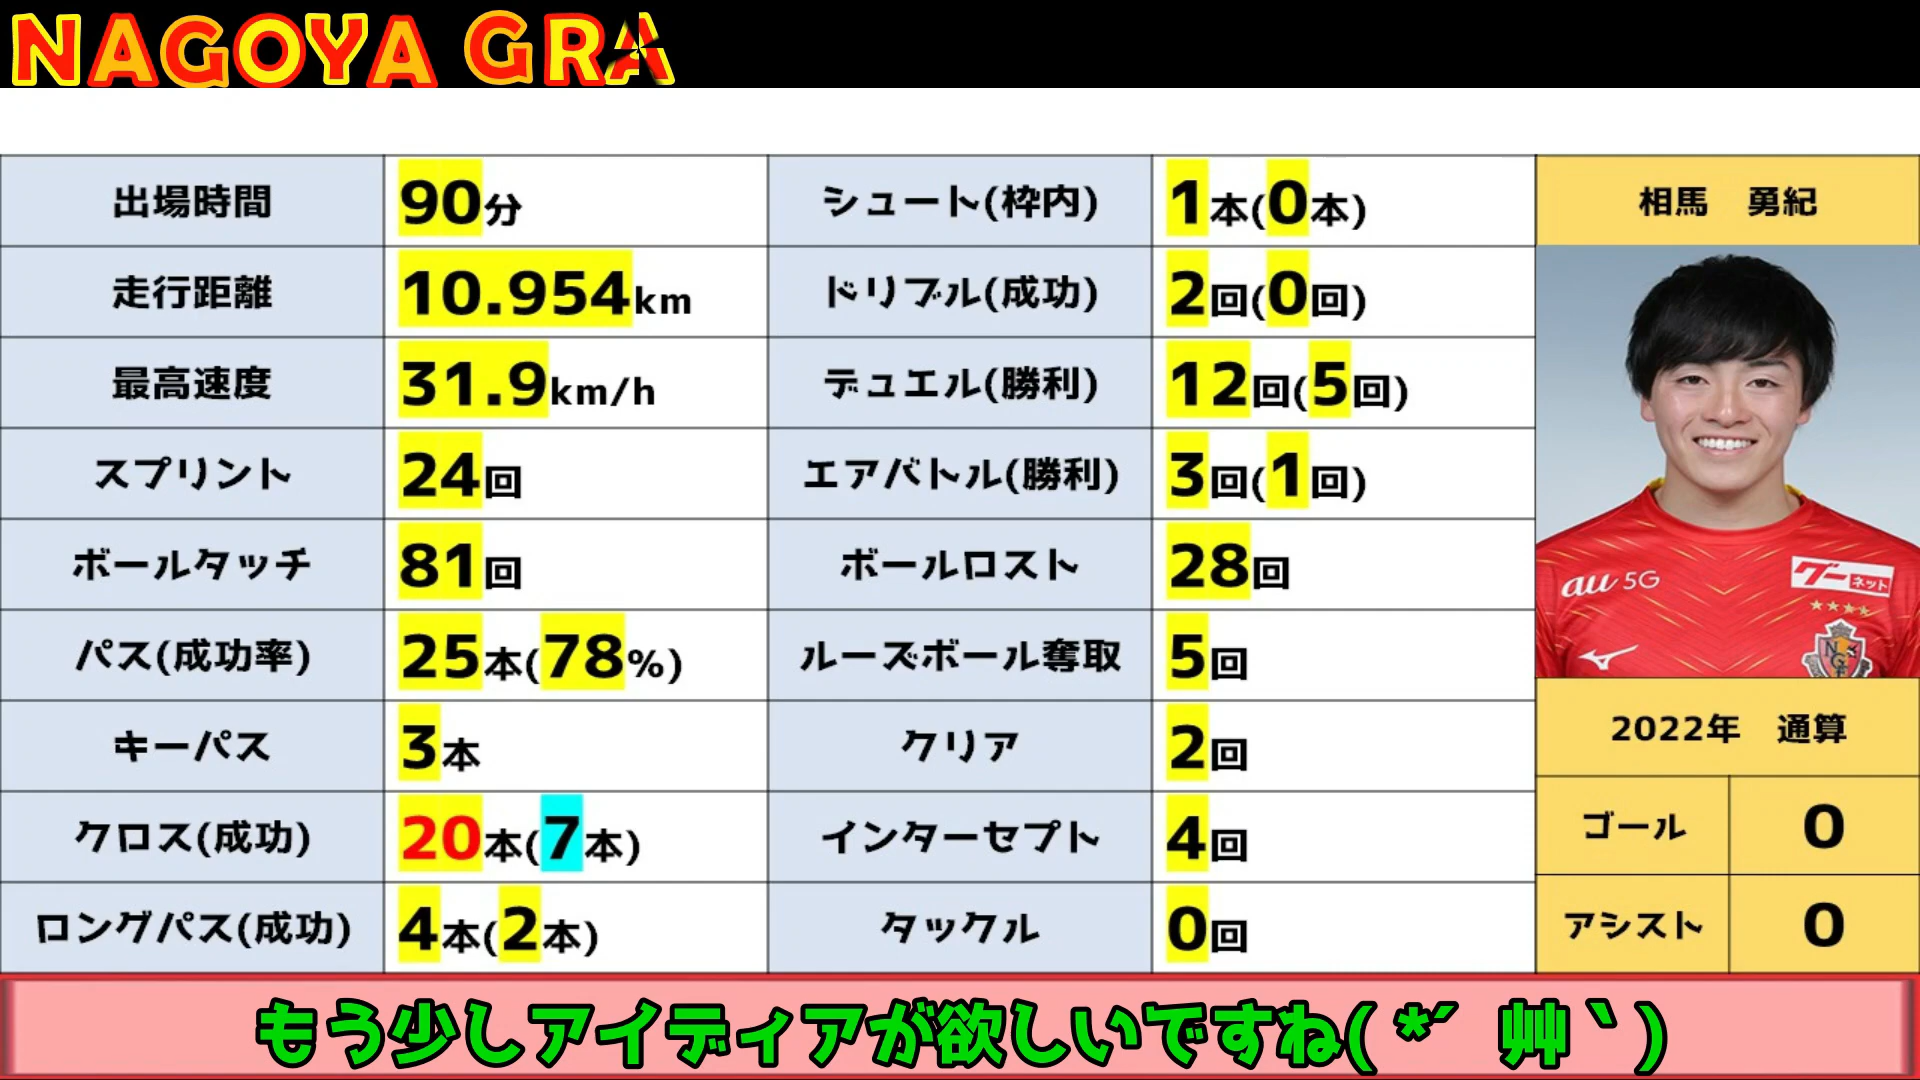 NAGOYA GRA
出場時間 90分 シュート(枠内) 1本(0本) 相馬 勇紀
走行距離 10.954km ドリブル(成功) 2回(0回)
最高速度 31.9km/h デュエル(勝利) 12回(5回)
スプリント 24回 エアバトル(勝利) 3回(1回)
ボールタッチ 81回 ボールロスト 28回
au 5G グーネット
パス(成功率) 25本(78%) ルーズボール奪取 5回
キーパス 3本 クリア 2回 2022年 通算
クロス(成功) 20本(7本) インターセプト 4回 ゴール 0
ロングパス(成功) 4本(2本) タックル 0回 アシスト 0
もう少しアイディアが欲しいですね( *´艸`)